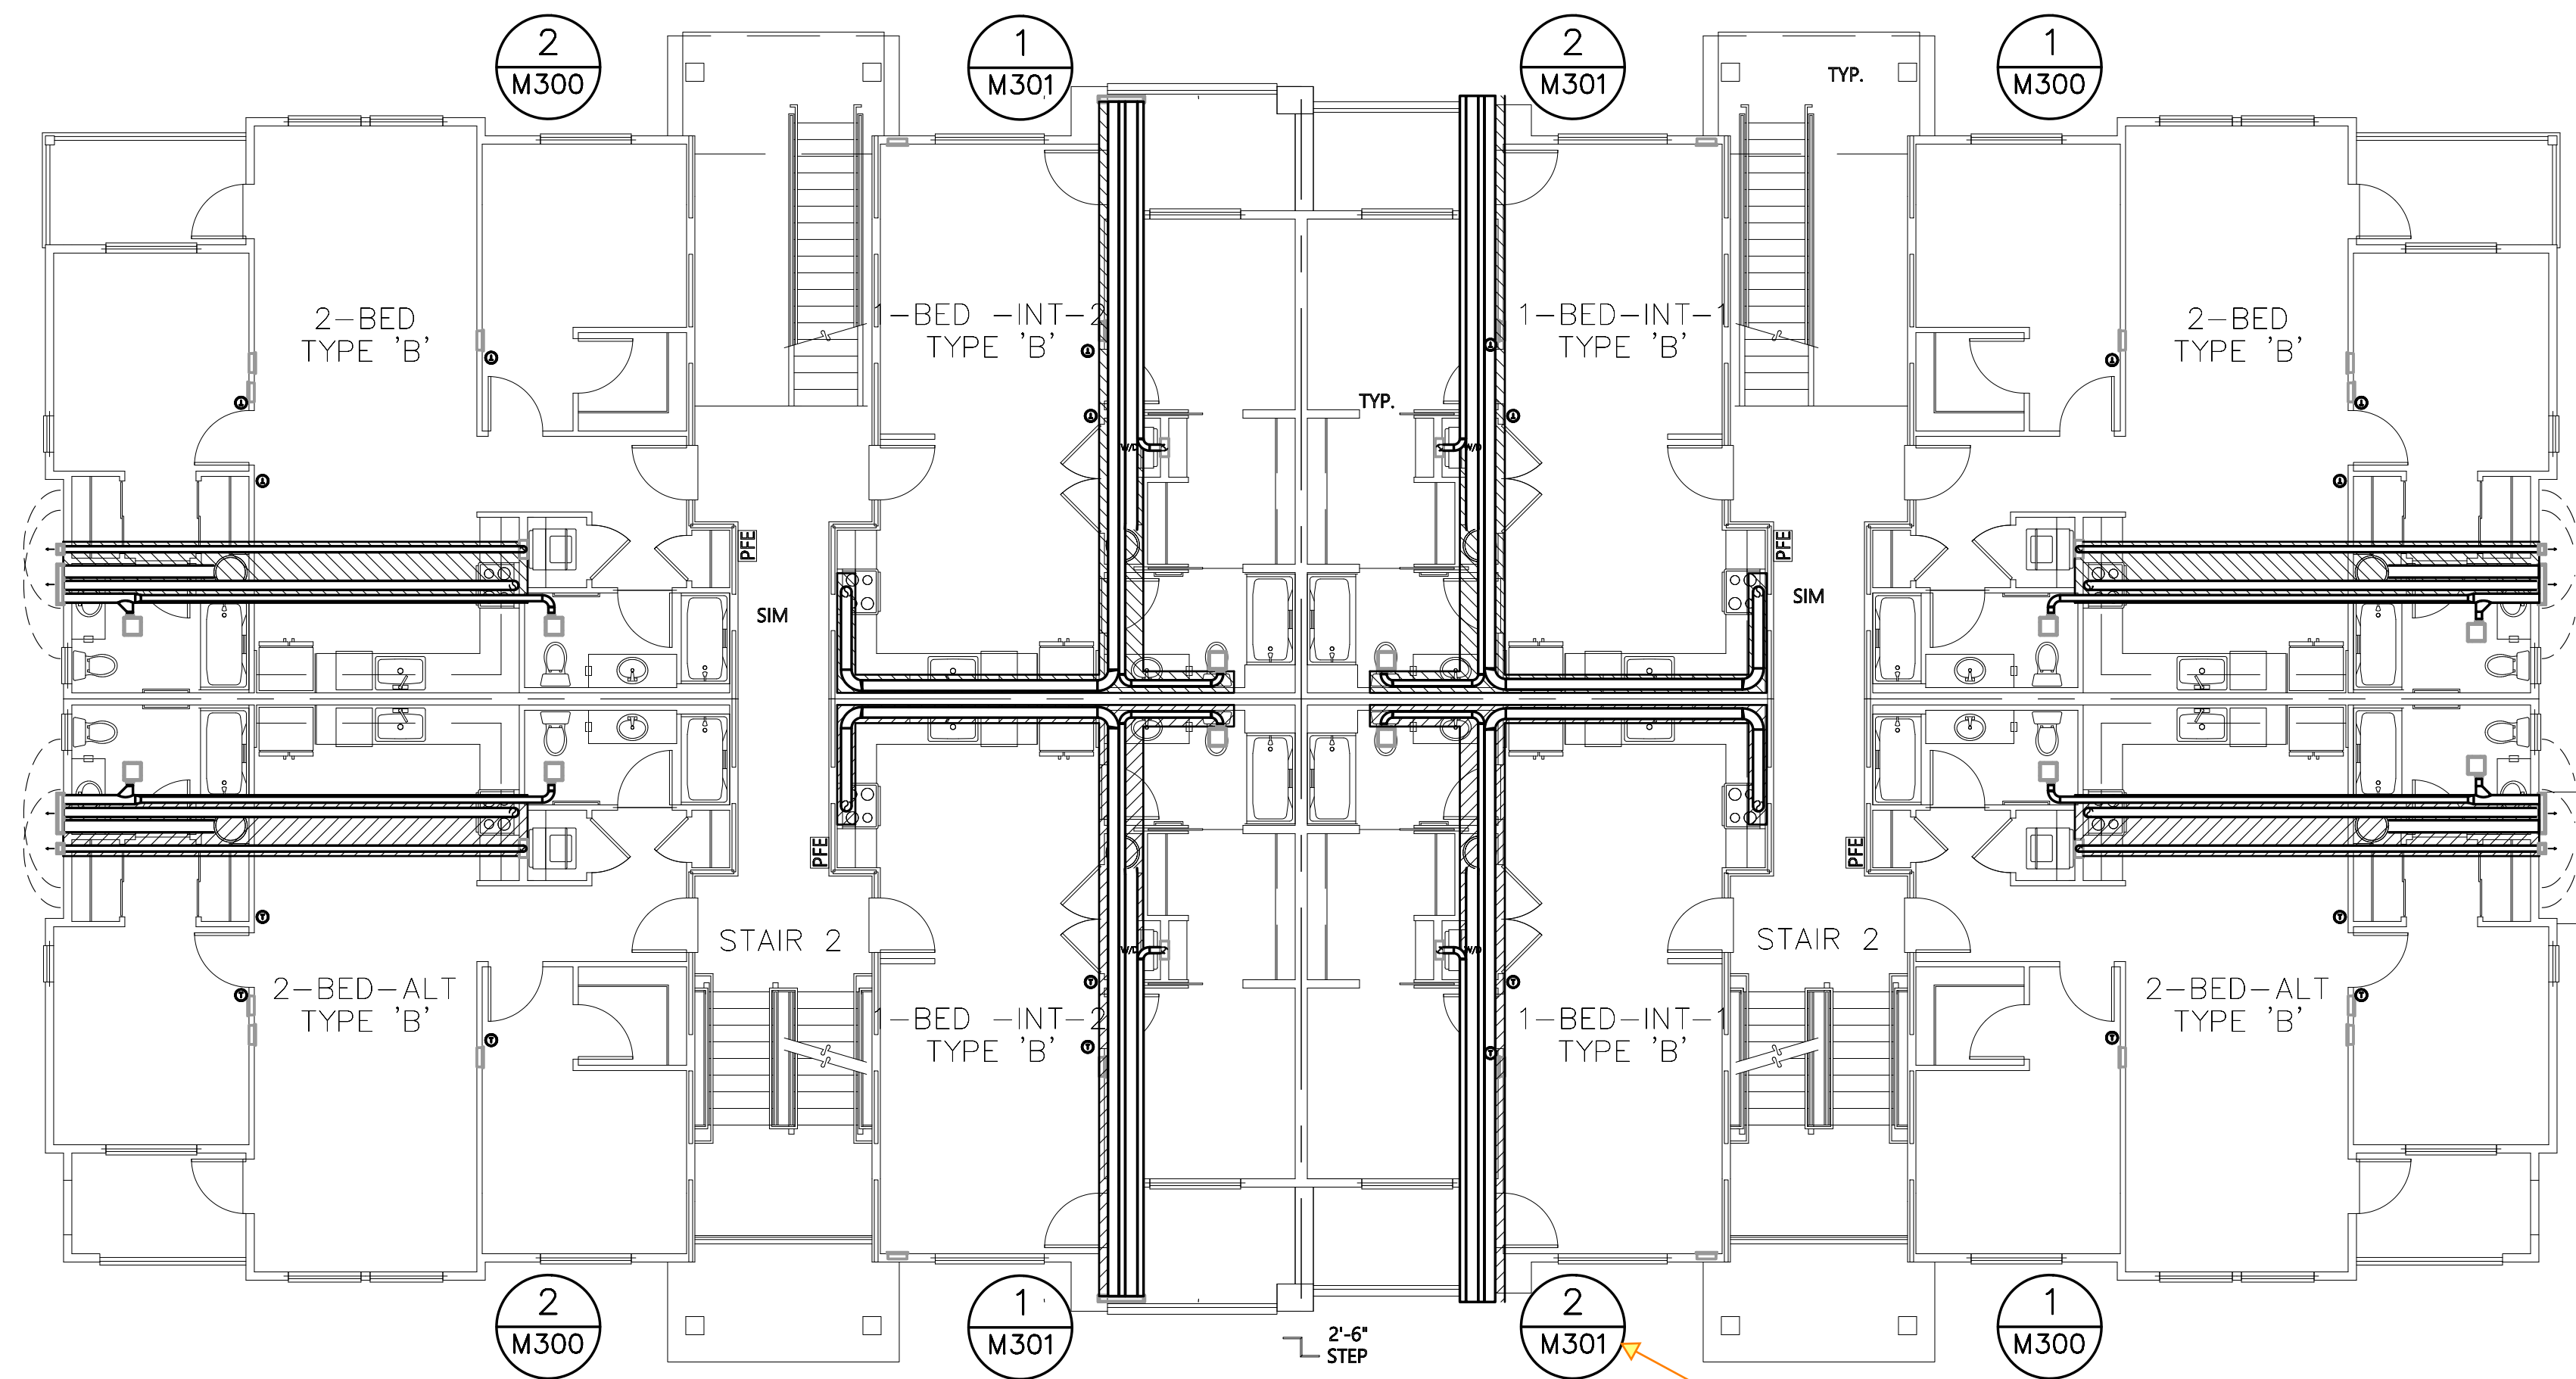 2
M300
1
M301
2
M301
1
M300
TYP.
2-BED
TYPE 'B'
1-BED -INT-2
TYPE 'B'
1-BED-INT-1
TYPE 'B'
2-BED
TYPE 'B'
TYP.
W/D
W/D
PFE
PFE
SIM
SIM
PFE
PFE
STAIR 2
STAIR 2
W/D
W/D
2-BED-ALT
TYPE 'B'
1-BED -INT-2
TYPE 'B'
1-BED-INT-1
TYPE 'B'
2-BED-ALT
TYPE 'B'
2
M300
1
M301
2'-6"
STEP
2
M301
1
M300